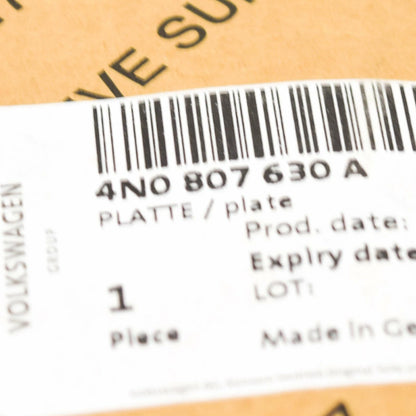 VE SU
4N0 807 630 A
PLATTE / plate
Prod. date:
Expiry date
LOT:
1
Piece
Made in Ge
VOLKSWAGEN
GROUP